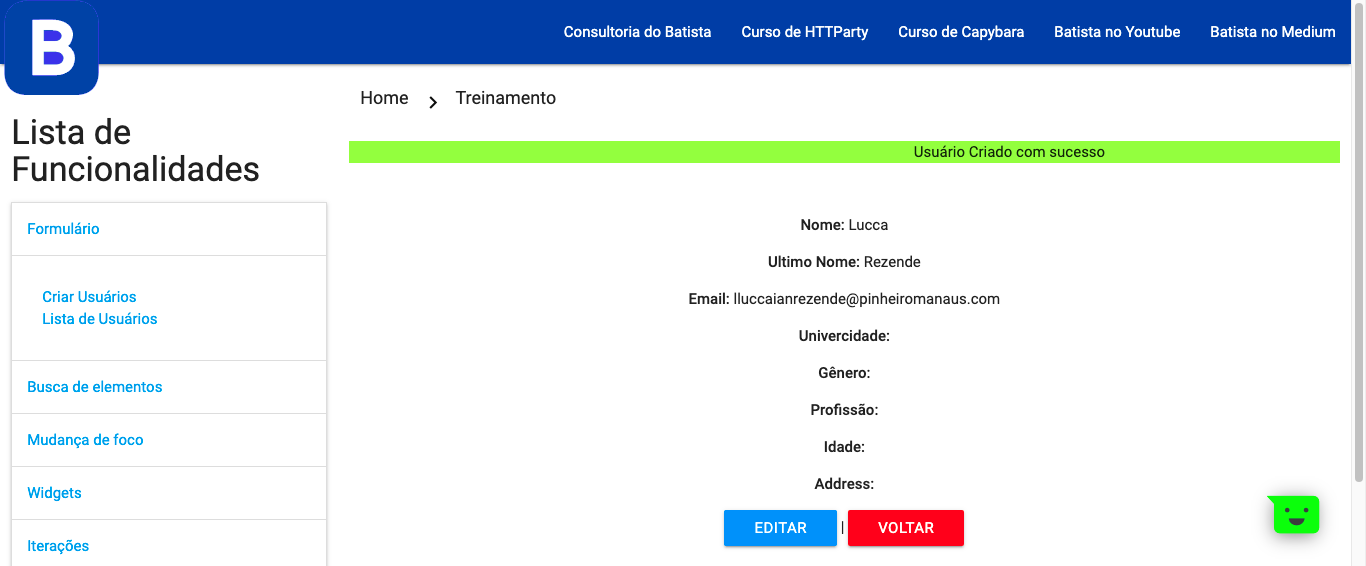 B
Consultoria do Batista Curso de HTTParty Curso de Capybara Batista no Youtube Batista no Medium
Home Treinamento
Lista de
Funcionalidades
Formulário
Criar Usuários
Lista de Usuários
Busca de elementos
Mudança de foco
Widgets
Iterações
Usuário Criado com sucesso
Nome: Lucca
Ultimo Nome: Rezende
Email: lluccaianrezende@pinheiromanaus.com
Univercidade:
Gênero:
Profissão:
Idade:
Address:
EDITAR | VOLTAR